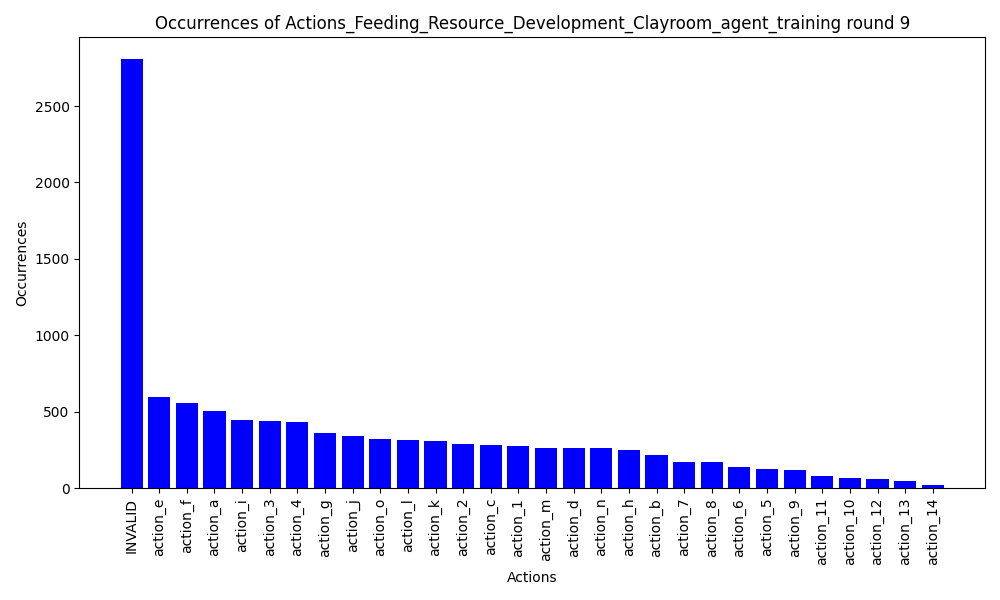 Occurrences of Actions_Feeding_Resource_Development_Clayroom_agent_training round 9
Occurrences
2500
2000
1500
1000
500
0
INVALID
action_e
action_f
action_a
action_i
action_3
action_4
action_g
action_j
action_o
action_l
action_k
action_2
action_c
action_1
action_m
action_d
action_n
action_h
action_b
action_7
action_8
action_6
action_5
action_9
action_11
action_10
action_12
action_13
action_14
Actions